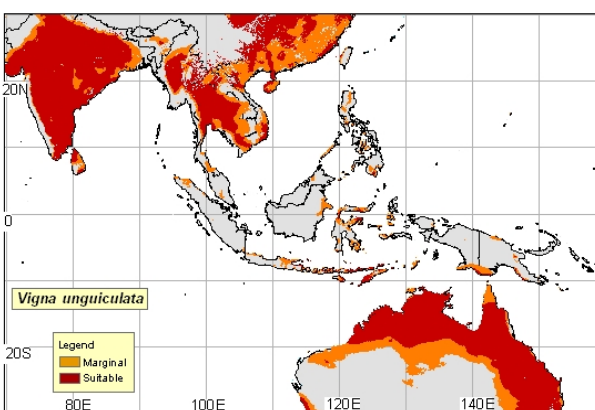 20N
0
Vigna unguiculata
Legend
Marginal
Suitable
20S
80E
100E
120E
140E